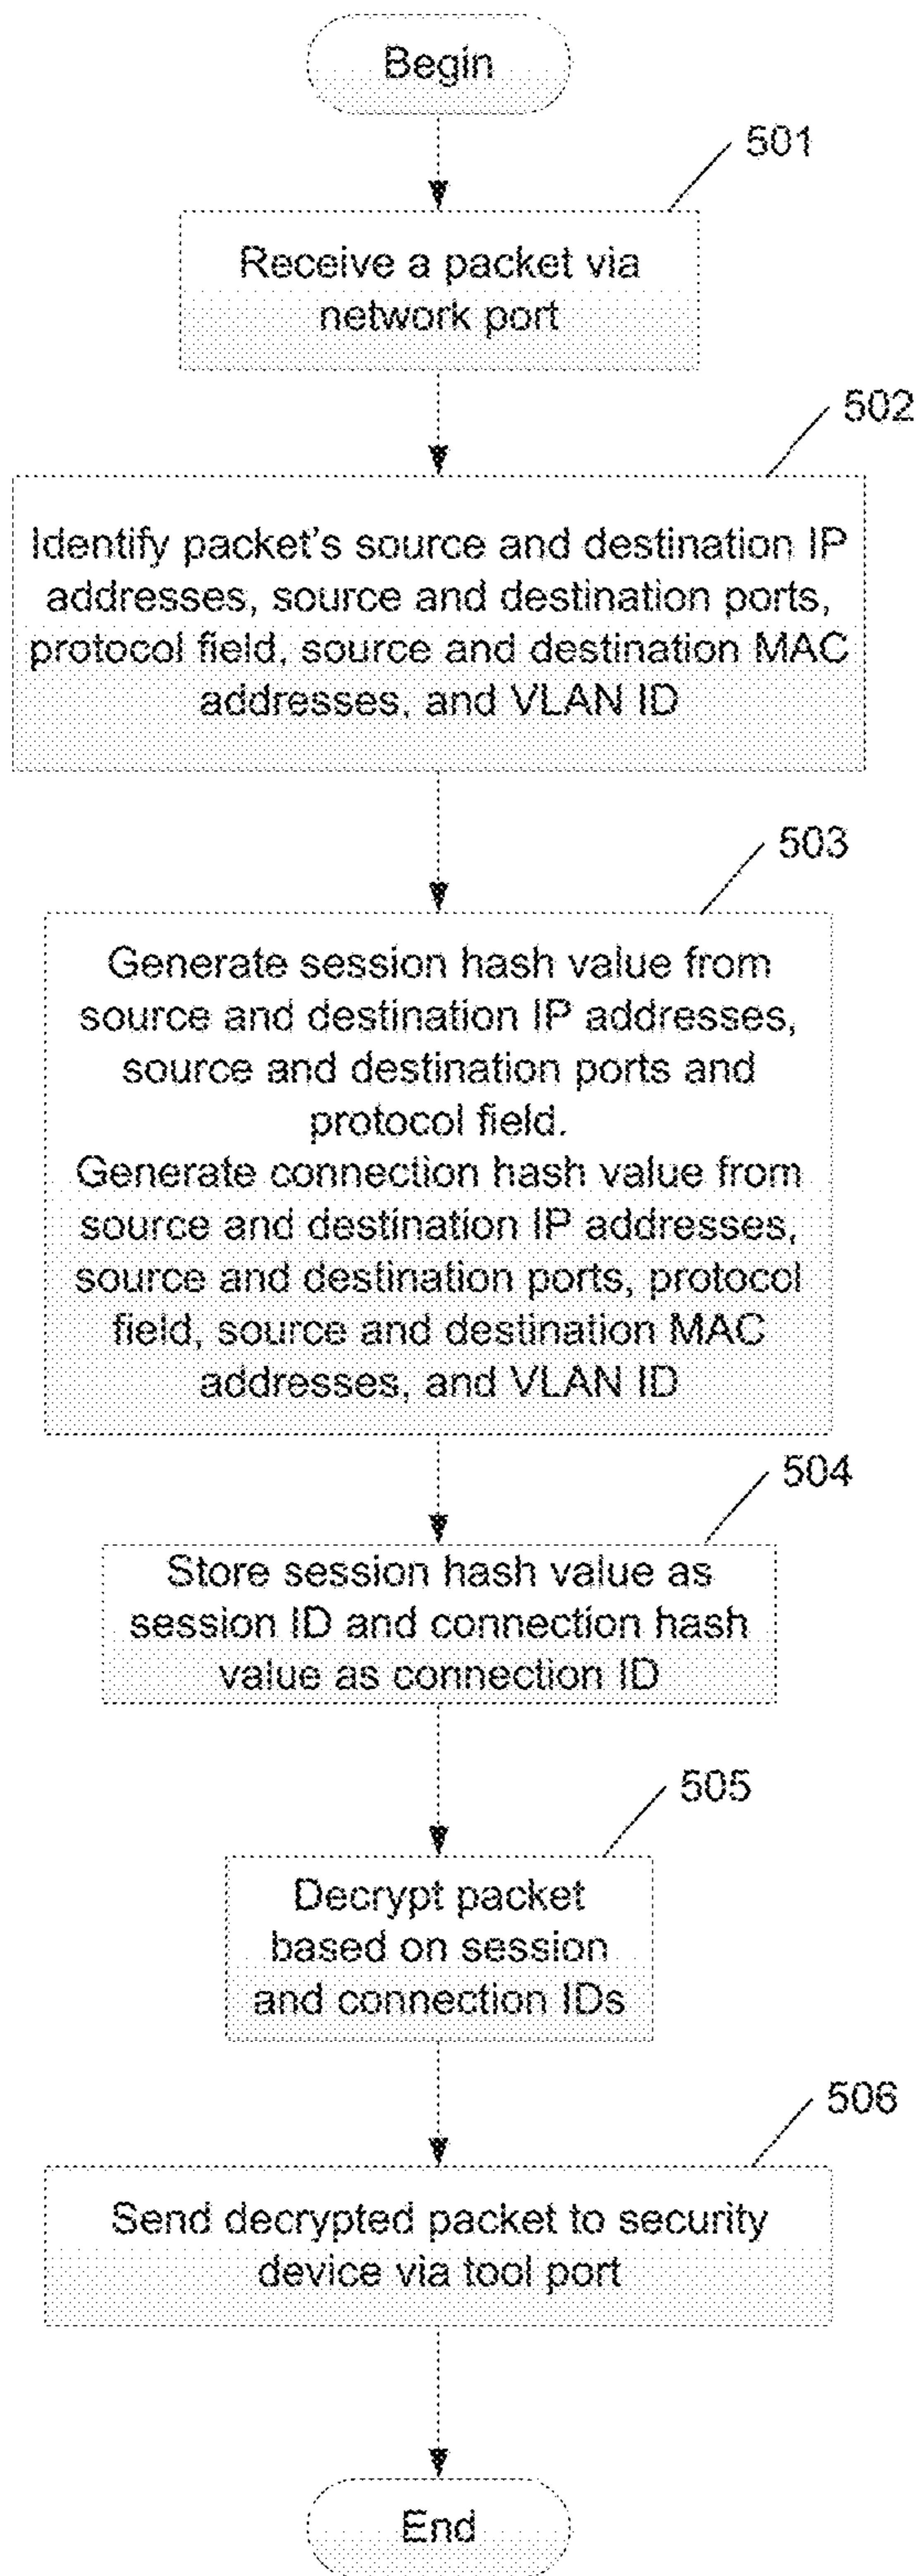 Begin
501
Receive a packet via
network port
502
Identify packet's source and destination IP
addresses, source and destination ports,
protocol field, source and destination MAC
addresses, and VLAN ID
503
Generate session hash value from
source and destination IP addresses,
source and destination ports and
protocol field.
Generate connection hash value from
source and destination IP addresses,
source and destination ports, protocol
field, source and destination MAC
addresses, and VLAN ID
504
Store session hash value as
session ID and connection hash
value as connection ID
505
Decrypt packet
based on session
and connection IDs
506
Send decrypted packet to security
device via tool port
End